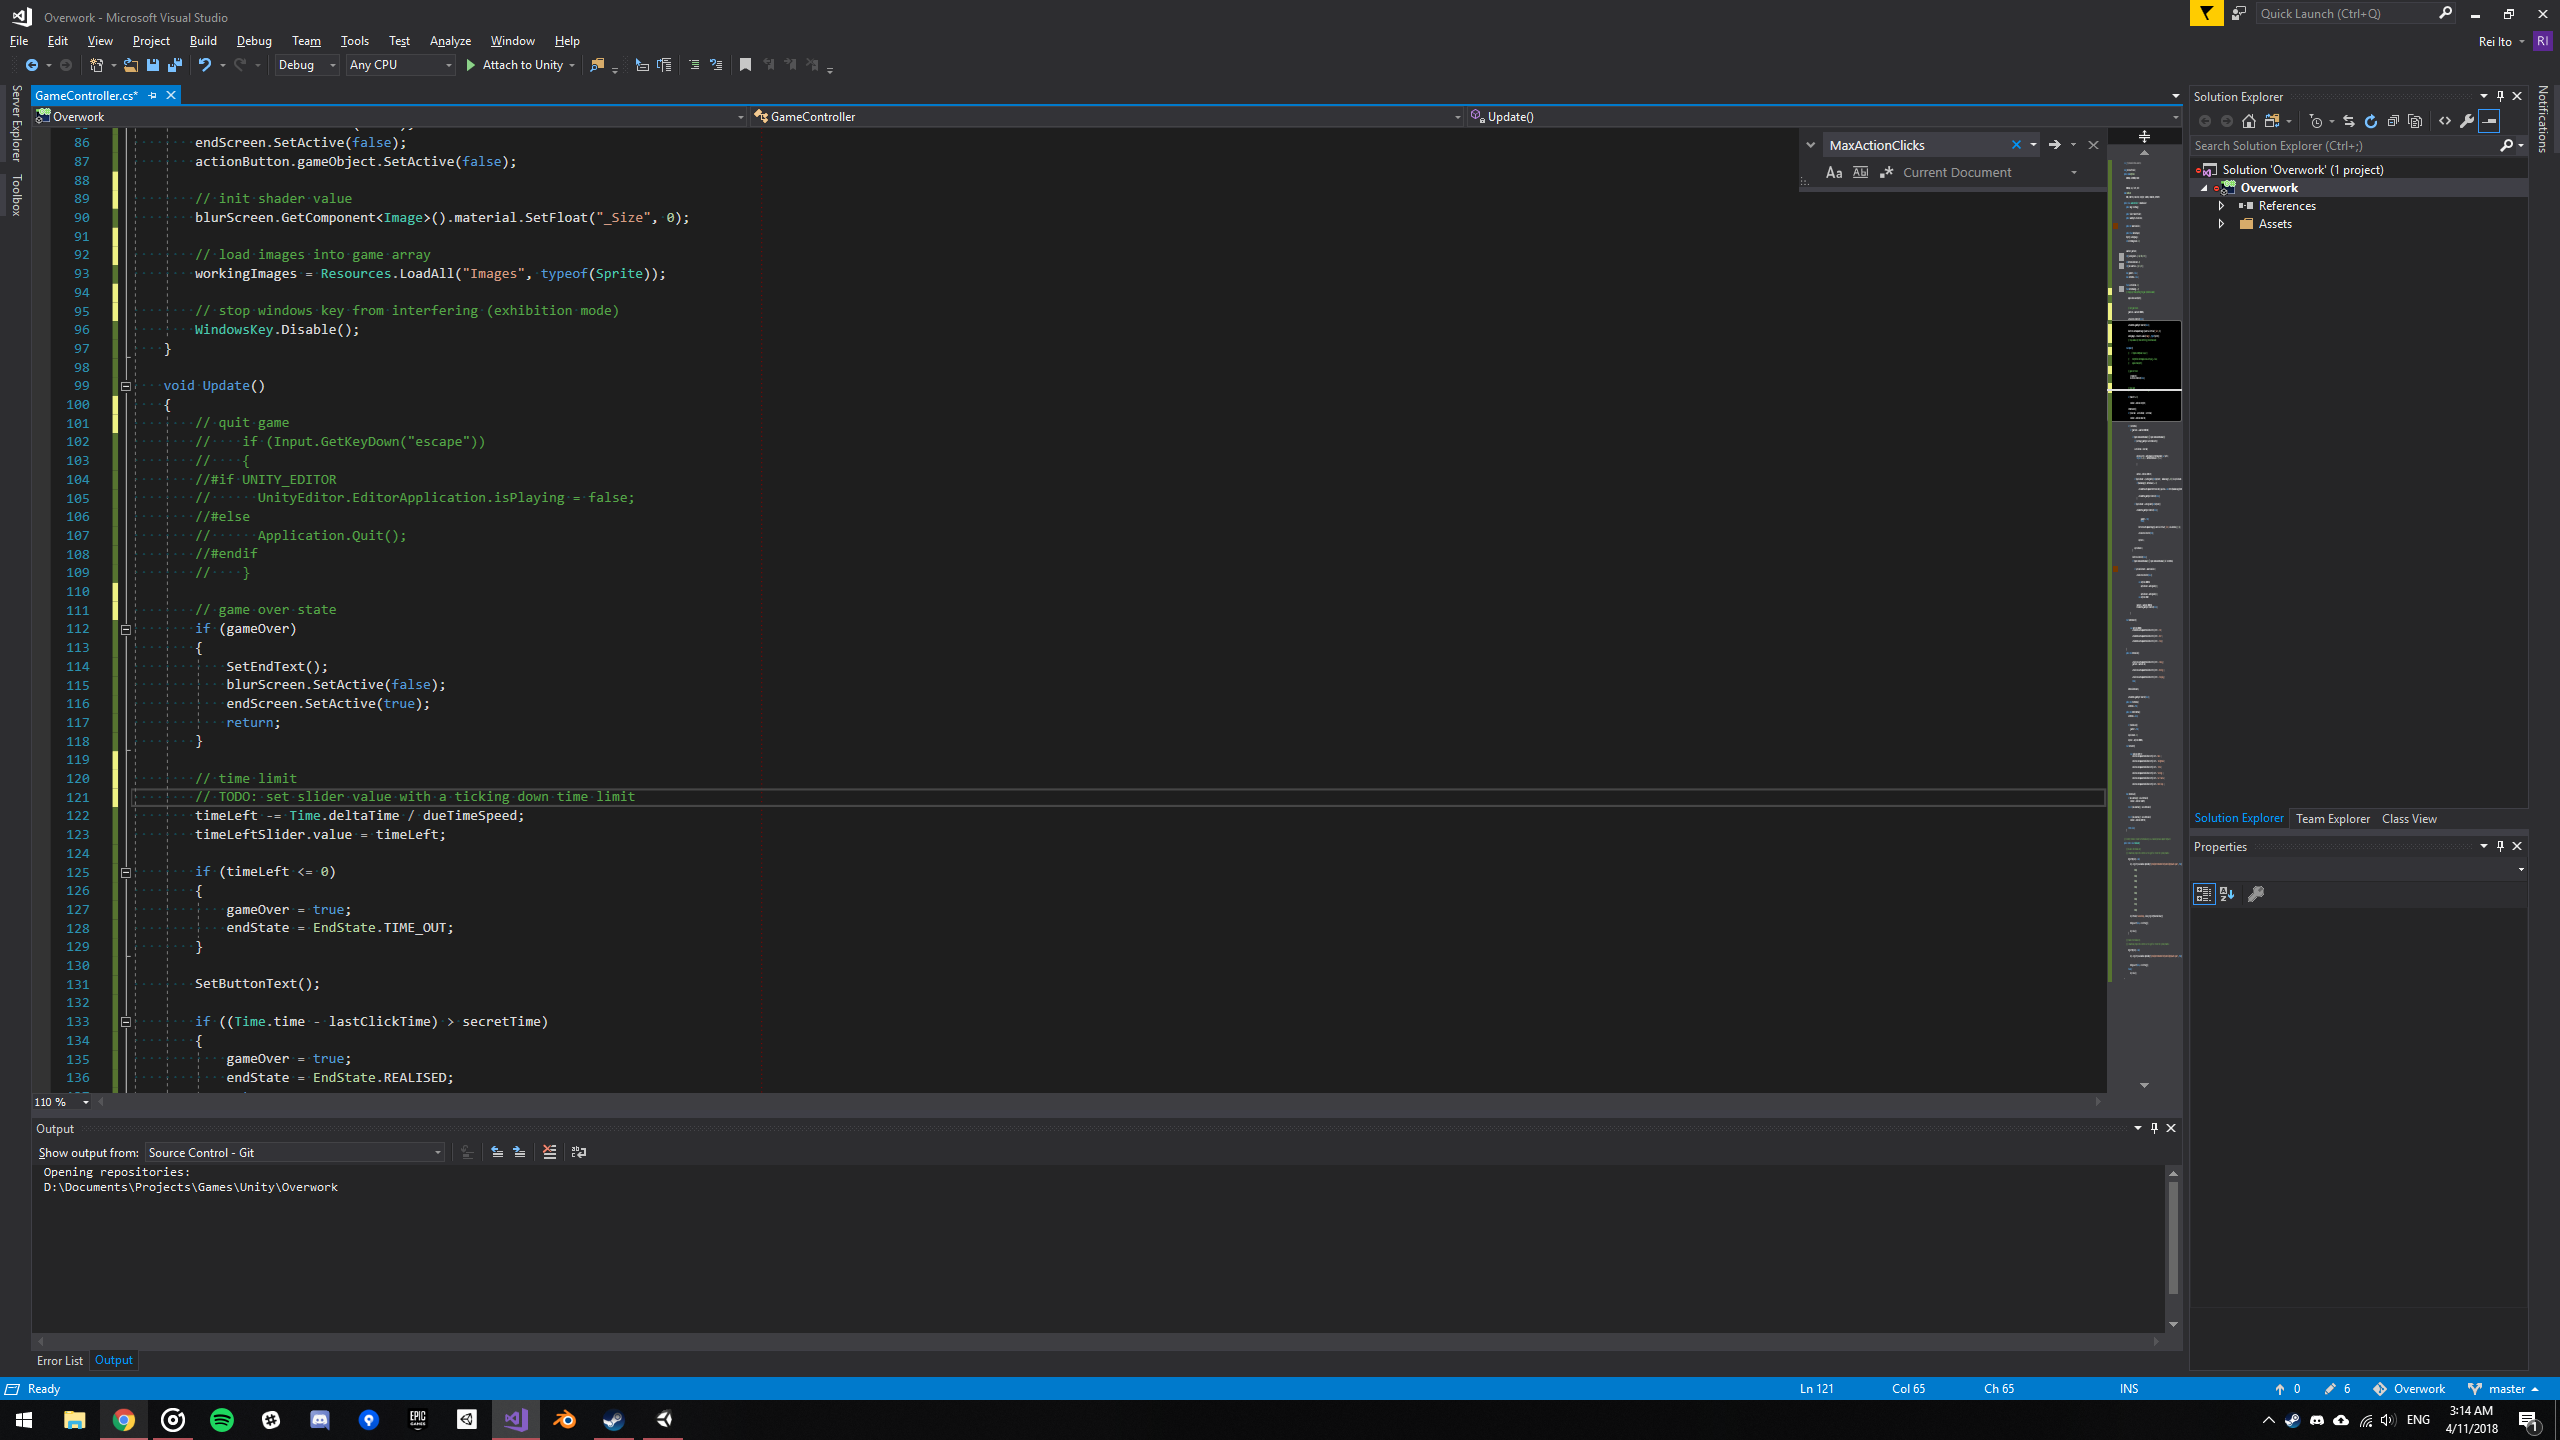 Overwork - Microsoft Visual Studio
Quick Launch (Ctrl+Q)
File Edit View Project Build Debug Team Tools Test Analyze Window Help
Rei Ito RI
Debug Any CPU Attach to Unity
Server Explorer
Toolbox
Notifications
GameController.cs*
Overwork GameController Update()
MaxActionClicks
Aa Ab Current Document
86 endScreen.SetActive(false);
87 actionButton.gameObject.SetActive(false);
88
89 // init shader value
90 blurScreen.GetComponent<Image>().material.SetFloat("_Size", 0);
91
92 // load images into game array
93 workingImages = Resources.LoadAll("Images", typeof(Sprite));
94
95 // stop windows key from interfering (exhibition mode)
96 WindowsKey.Disable();
97 }
98
99 void Update()
100 {
101 // quit game
102 // if (Input.GetKeyDown("escape"))
103 // {
104 //#if UNITY_EDITOR
105 // UnityEditor.EditorApplication.isPlaying = false;
106 //#else
107 // Application.Quit();
108 //#endif
109 // }
110
111 // game over state
112 if (gameOver)
113 {
114 SetEndText();
115 blurScreen.SetActive(false);
116 endScreen.SetActive(true);
117 return;
118 }
119
120 // time limit
121 // TODO: set slider value with a ticking down time limit
122 timeLeft -= Time.deltaTime / dueTimeSpeed;
123 timeLeftSlider.value = timeLeft;
124
125 if (timeLeft <= 0)
126 {
127 gameOver = true;
128 endState = EndState.TIME_OUT;
129 }
130
131 SetButtonText();
132
133 if ((Time.time - lastClickTime) > secretTime)
134 {
135 gameOver = true;
136 endState = EndState.REALISED;
110 %
Solution Explorer
Search Solution Explorer (Ctrl+;)
Solution 'Overwork' (1 project)
Overwork
References
Assets
Solution Explorer Team Explorer Class View
Properties
Output
Show output from: Source Control - Git
Opening repositories:
D:\Documents\Projects\Games\Unity\Overwork
Error List Output
Ready Ln 121 Col 65 Ch 65 INS 0 6 Overwork master
EPIC GAMES
ENG
3:14 AM
4/11/2018
1